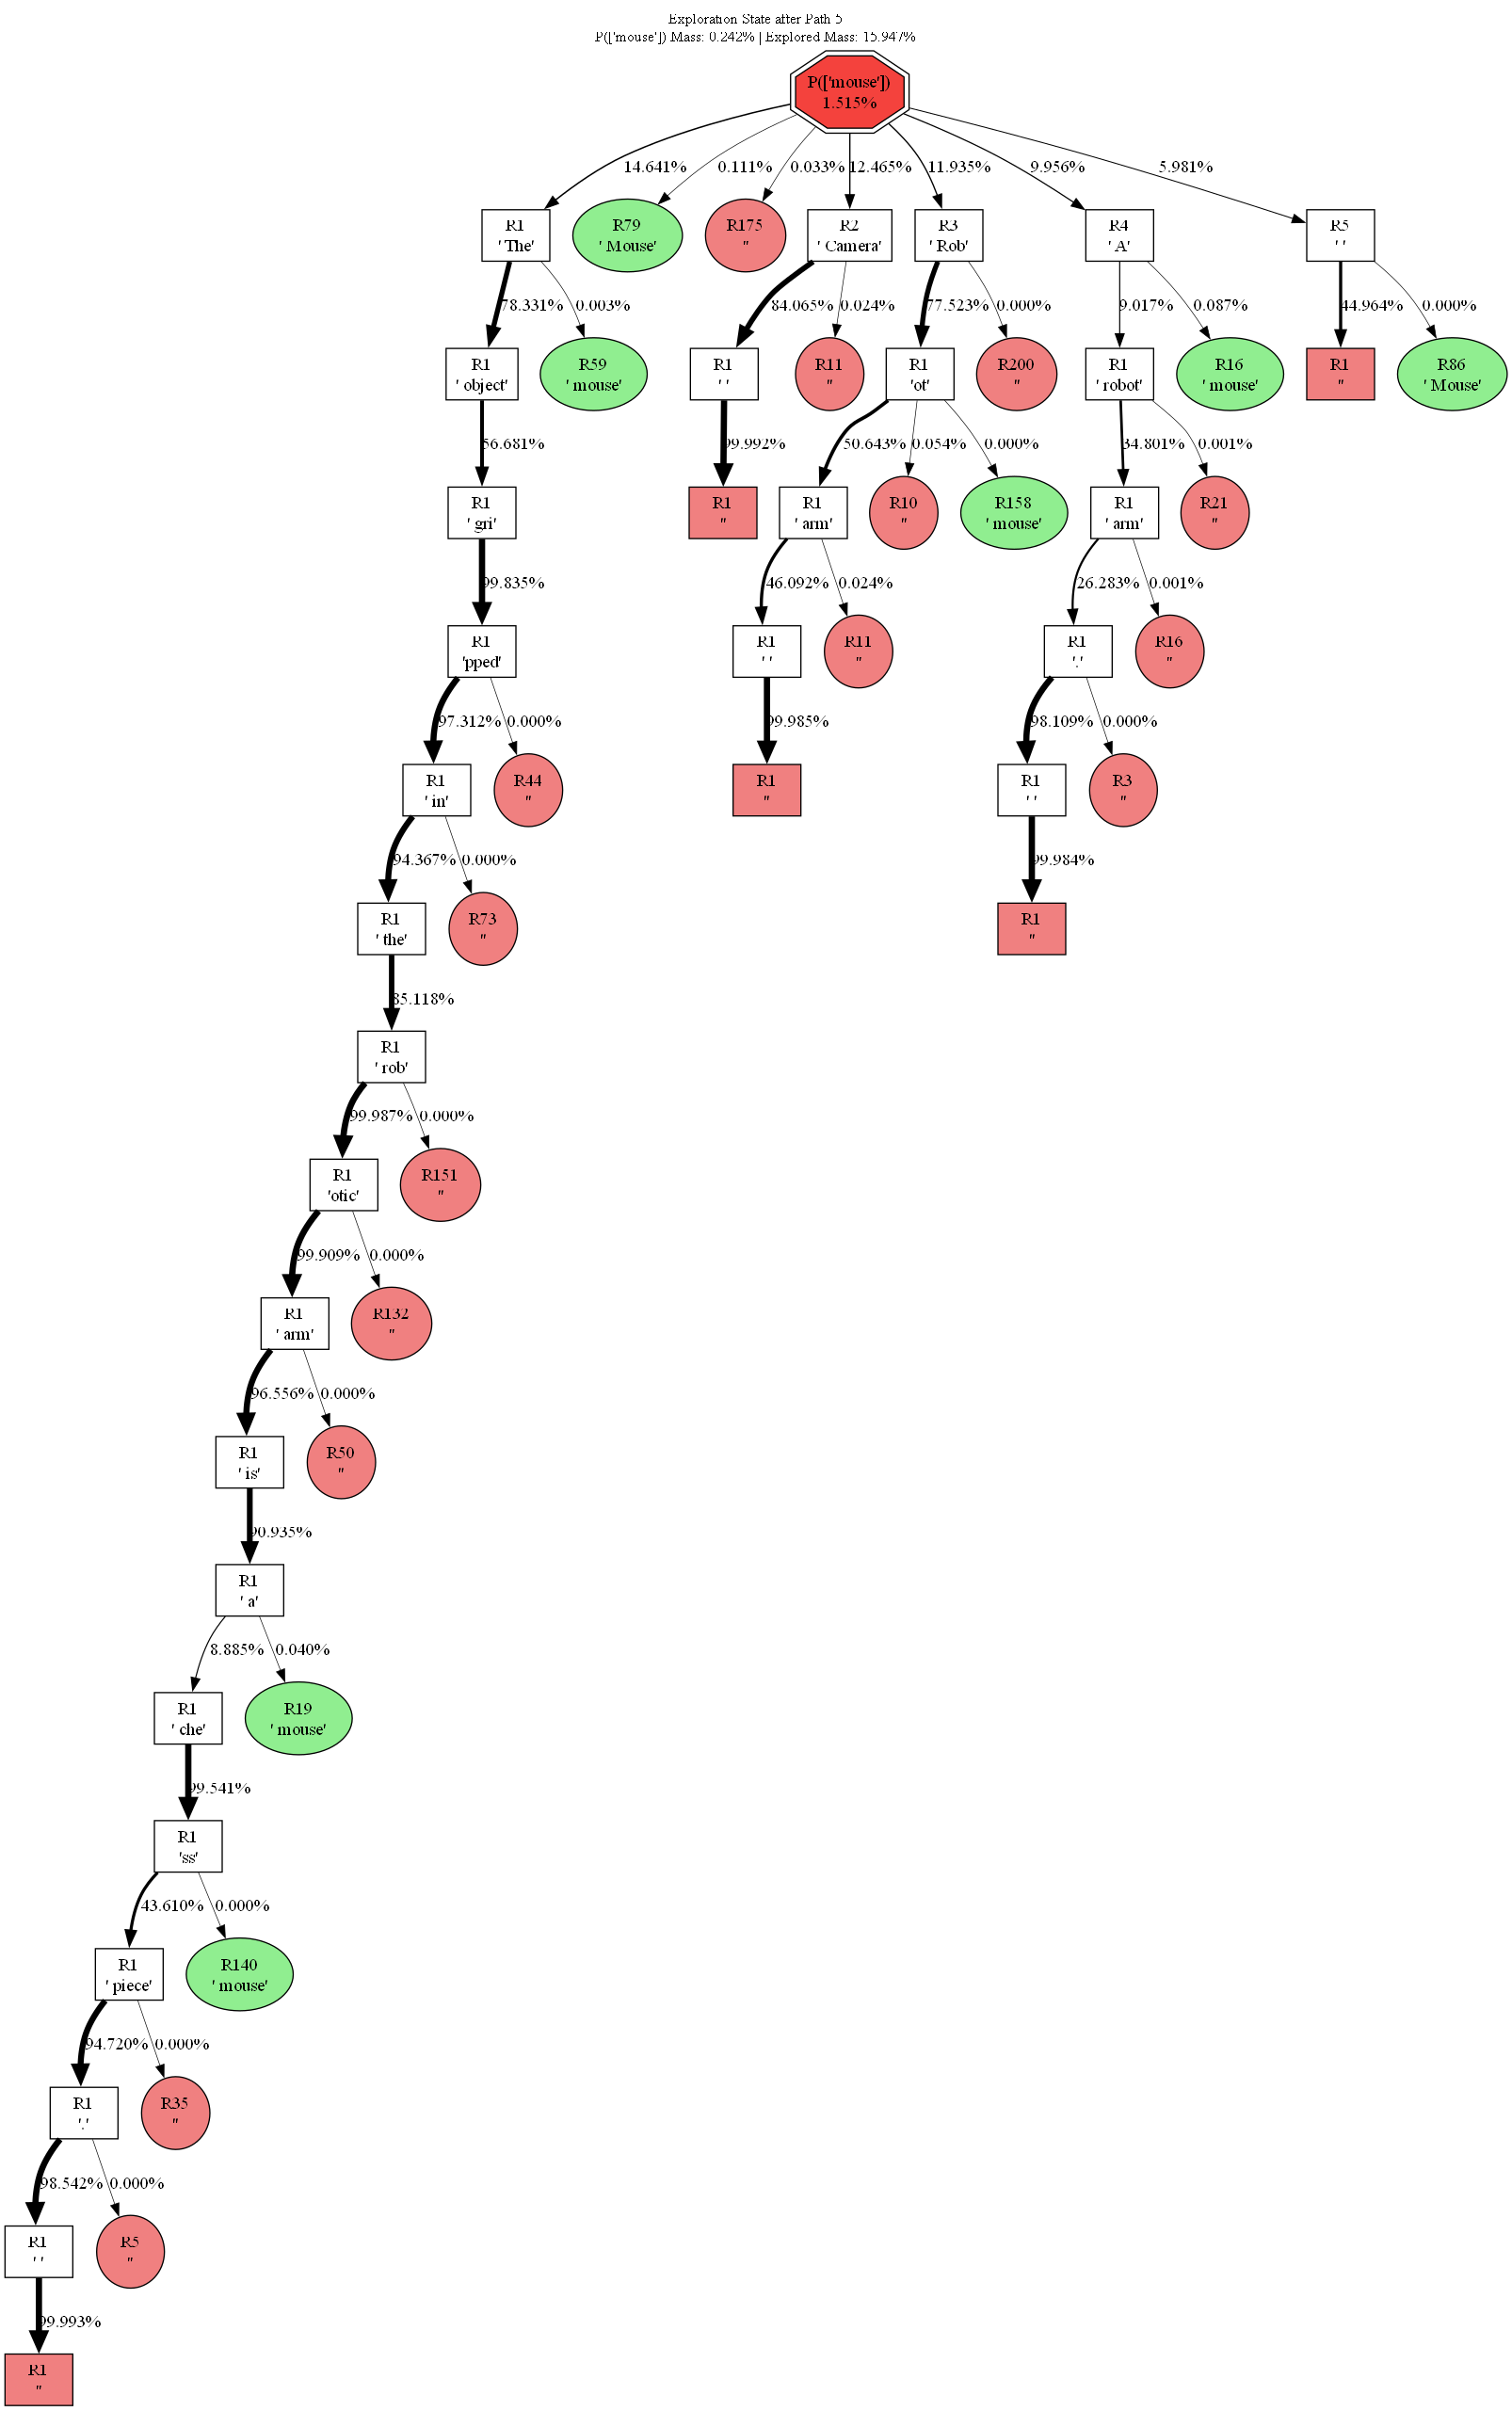 Exploration State after Path 5
P(['mouse']) Mass: 0.242% | Explored Mass: 15.947%
P(['mouse'])
1.515%
14.641%
0.111%
0.033%
12.465%
11.935%
9.956%
5.981%
R1
' The'
R79
' Mouse'
R175
''
R2
' Camera'
R3
' Rob'
R4
' A'
R5
' '
78.331%
0.003%
84.065%
0.024%
77.523%
0.000%
9.017%
0.087%
44.964%
0.000%
R1
' object'
R59
' mouse'
R1
' '
R11
''
R1
'ot'
R200
''
R1
' robot'
R16
' mouse'
R1
''
R86
' Mouse'
56.681%
99.992%
50.643%
0.054%
0.000%
34.801%
0.001%
R1
' gri'
R1
''
R1
' arm'
R10
''
R158
' mouse'
R1
' arm'
R21
''
99.835%
46.092%
0.024%
26.283%
0.001%
R1
'pped'
R1
' '
R11
''
R1
'.'
R16
''
97.312%
0.000%
99.985%
98.109%
0.000%
R1
' in'
R44
''
R1
''
R1
' '
R3
''
94.367%
0.000%
99.984%
R1
' the'
R73
''
R1
''
85.118%
R1
' rob'
99.987%
0.000%
R1
'otic'
R151
''
99.909%
0.000%
R1
' arm'
R132
''
96.556%
0.000%
R1
' is'
R50
''
90.935%
R1
' a'
8.885%
0.040%
R1
' che'
R19
' mouse'
99.541%
R1
'ss'
43.610%
0.000%
R1
' piece'
R140
' mouse'
94.720%
0.000%
R1
'.'
R35
''
98.542%
0.000%
R1
' '
R5
''
99.993%
R1
''